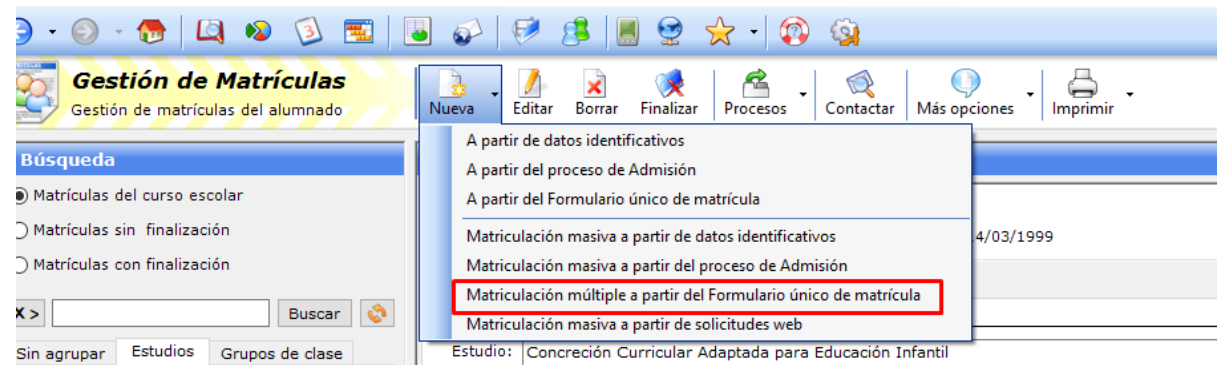 Gestión de Matrículas
Gestión de matrículas del alumnado
Nueva Editar Borrar Finalizar Procesos Contactar Más opciones Imprimir
A partir de datos identificativos
A partir del proceso de Admisión
A partir del Formulario único de matrícula
Matriculación masiva a partir de datos identificativos
Matriculación masiva a partir del proceso de Admisión
Matriculación múltiple a partir del Formulario único de matrícula
Matriculación masiva a partir de solicitudes web
Búsqueda
Matrículas del curso escolar
Matrículas sin finalización
Matrículas con finalización
4/03/1999
X > Buscar
Sin agrupar Estudios Grupos de clase
Estudio: Concreción Curricular Adaptada para Educación Infantil